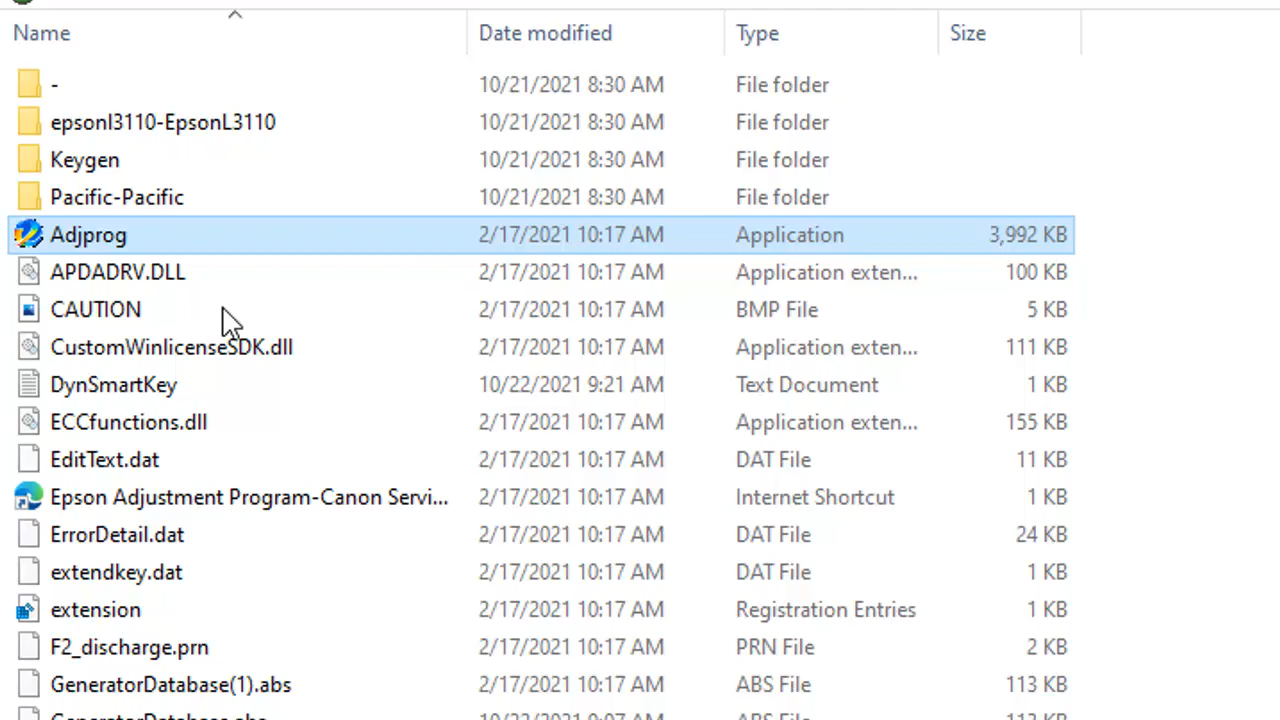 Name Date modified Type Size
- 10/21/2021 8:30 AM File folder
epsonl3110-EpsonL3110 10/21/2021 8:30 AM File folder
Keygen 10/21/2021 8:30 AM File folder
Pacific-Pacific 10/21/2021 8:30 AM File folder
Adjprog 2/17/2021 10:17 AM Application 3,992 KB
APDADRV.DLL 2/17/2021 10:17 AM Application exten... 100 KB
CAUTION 2/17/2021 10:17 AM BMP File 5 KB
CustomWinlicenseSDK.dll 2/17/2021 10:17 AM Application exten... 111 KB
DynSmartKey 10/22/2021 9:21 AM Text Document 1 KB
ECCfunctions.dll 2/17/2021 10:17 AM Application exten... 155 KB
EditText.dat 2/17/2021 10:17 AM DAT File 11 KB
Epson Adjustment Program-Canon Servi... 2/17/2021 10:17 AM Internet Shortcut 1 KB
ErrorDetail.dat 2/17/2021 10:17 AM DAT File 24 KB
extendkey.dat 2/17/2021 10:17 AM DAT File 1 KB
extension 2/17/2021 10:17 AM Registration Entries 1 KB
F2_discharge.prn 2/17/2021 10:17 AM PRN File 2 KB
GeneratorDatabase(1).abs 2/17/2021 10:17 AM ABS File 113 KB